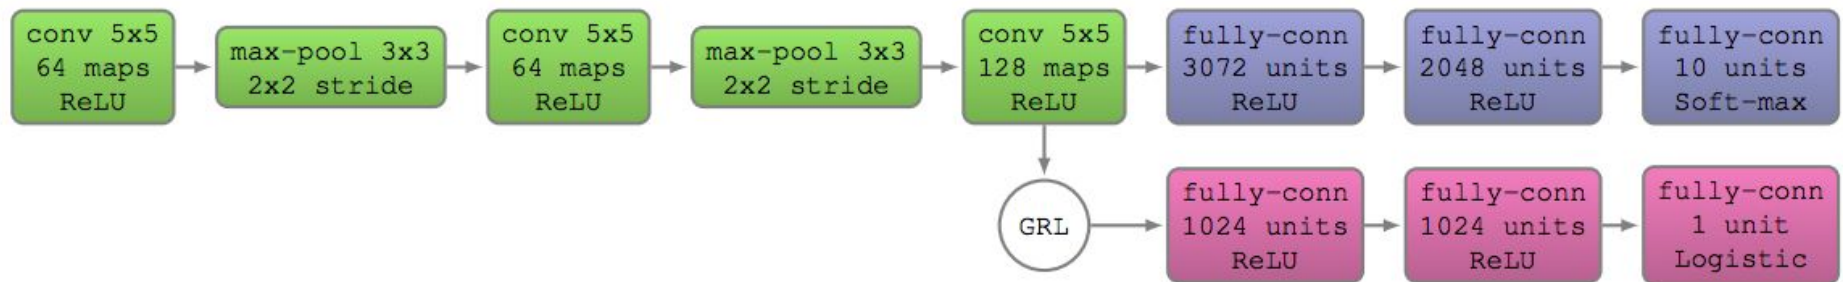 conv 5x5
64 maps
ReLU
max-pool 3x3
2x2 stride
conv 5x5
64 maps
ReLU
max-pool 3x3
2x2 stride
conv 5x5
128 maps
ReLU
fully-conn
3072 units
ReLU
fully-conn
2048 units
ReLU
fully-conn
10 units
Soft-max
GRL
fully-conn
1024 units
ReLU
fully-conn
1024 units
ReLU
fully-conn
1 unit
Logistic